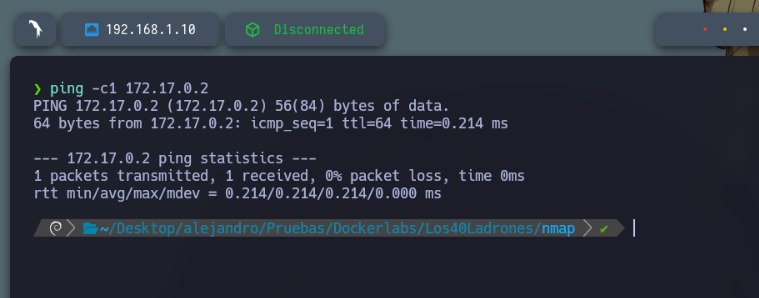 192.168.1.10
Disconnected
❯ ping -c1 172.17.0.2
PING 172.17.0.2 (172.17.0.2) 56(84) bytes of data.
64 bytes from 172.17.0.2: icmp_seq=1 ttl=64 time=0.214 ms
--- 172.17.0.2 ping statistics ---
1 packets transmitted, 1 received, 0% packet loss, time 0ms
rtt min/avg/max/mdev = 0.214/0.214/0.214/0.000 ms
~/Desktop/alejandro/Pruebas/Dockerlabs/Los40Ladrones/nmap ✔